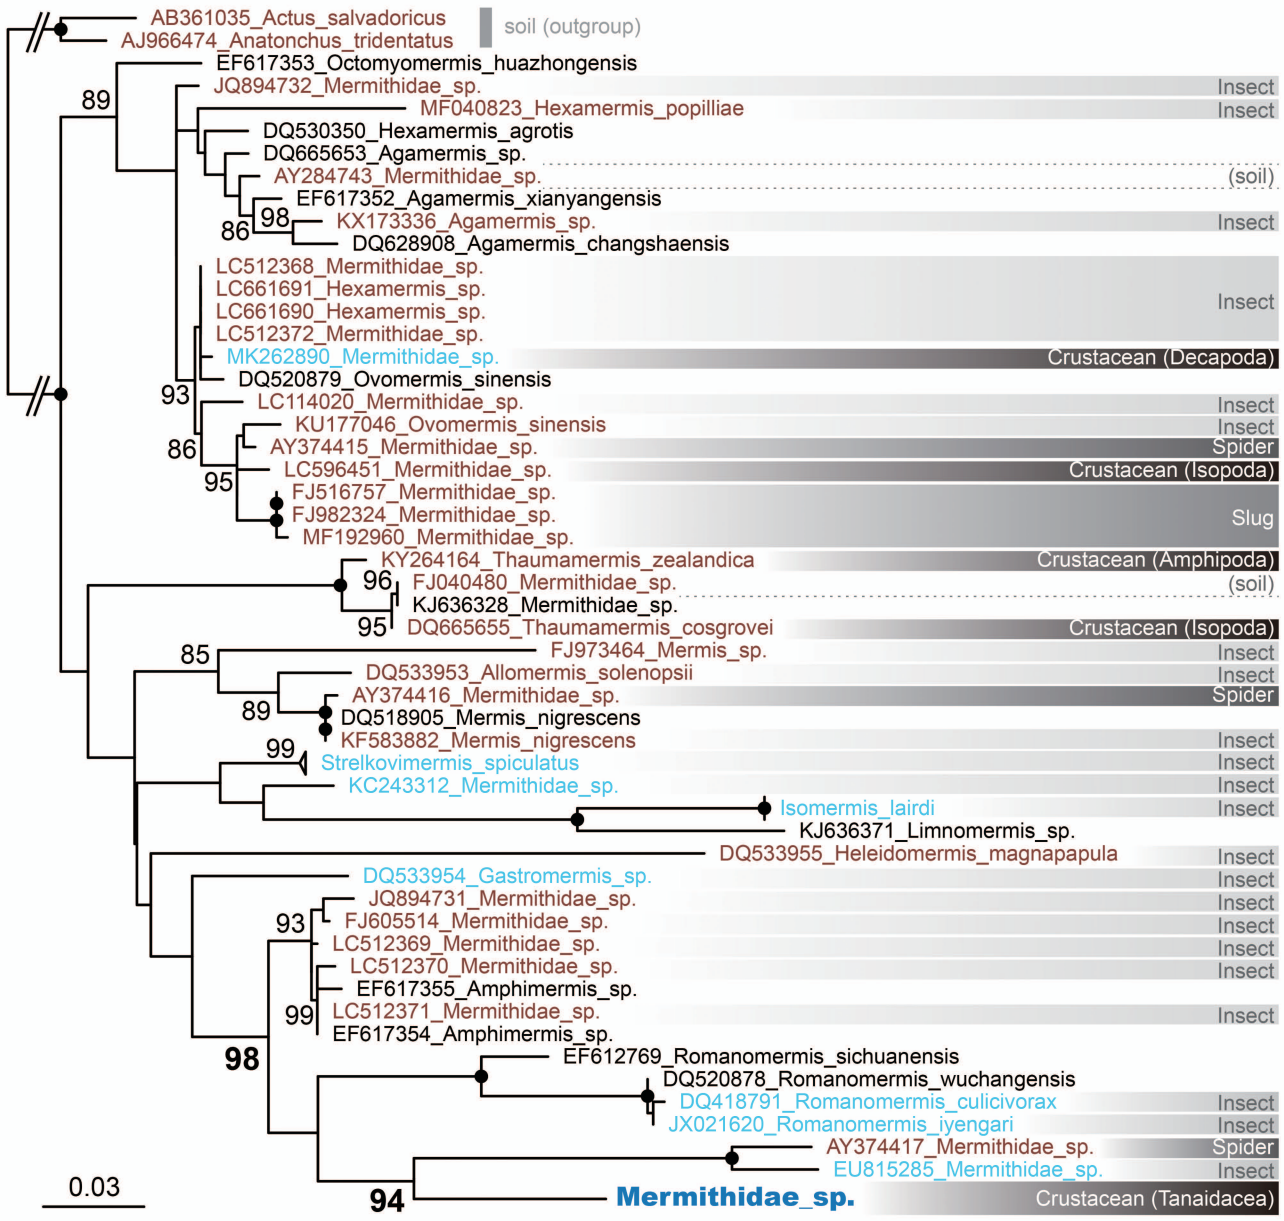 AB361035_Actus_salvadoricus
AJ966474_Anatonchus_tridentatus
soil (outgroup)
EF617353_Octomyomermis_huazhongensis
89
JQ894732_Mermithidae_sp. Insect
MF040823_Hexamermis_popilliae Insect
DQ530350_Hexamermis_agrotis
DQ665653_Agamermis_sp.
AY284743_Mermithidae_sp. (soil)
EF617352_Agamermis_xianyangensis
98 KX173336_Agamermis_sp. Insect
86
DQ628908_Agamermis_changshaensis
LC512368_Mermithidae_sp.
LC661691_Hexamermis_sp.
Insect
LC661690_Hexamermis_sp.
LC512372_Mermithidae_sp.
MK262890_Mermithidae_sp. Crustacean (Decapoda)
DQ520879_Ovomermis_sinensis
93
LC114020_Mermithidae_sp. Insect
KU177046_Ovomermis_sinensis Insect
86 AY374415_Mermithidae_sp. Spider
LC596451_Mermithidae_sp. Crustacean (Isopoda)
95
FJ516757_Mermithidae_sp.
FJ982324_Mermithidae_sp. Slug
MF192960_Mermithidae_sp.
KY264164_Thaumamermis_zealandica Crustacean (Amphipoda)
96 FJ040480_Mermithidae_sp. (soil)
KJ636328_Mermithidae_sp.
95 DQ665655_Thaumamermis_cosgrovei Crustacean (Isopoda)
85 FJ973464_Mermis_sp. Insect
DQ533953_Allomermis_solenopsii Insect
AY374416_Mermithidae_sp. Spider
89 DQ518905_Mermis_nigrescens
KF583882_Mermis_nigrescens Insect
99 Strelkovimermis_spiculatus Insect
KC243312_Mermithidae_sp. Insect
Isomermis_lairdi Insect
KJ636371_Limnomermis_sp.
DQ533955_Heleidomermis_magnapapula Insect
DQ533954_Gastromermis_sp. Insect
JQ894731_Mermithidae_sp. Insect
93 FJ605514_Mermithidae_sp. Insect
LC512369_Mermithidae_sp. Insect
LC512370_Mermithidae_sp. Insect
EF617355_Amphimermis_sp.
99 LC512371_Mermithidae_sp. Insect
EF617354_Amphimermis_sp.
98 EF612769_Romanomermis_sichuanensis
DQ520878_Romanomermis_wuchangensis
DQ418791_Romanomermis_culicivorax Insect
JX021620_Romanomermis_iyengari Insect
AY374417_Mermithidae_sp. Spider
EU815285_Mermithidae_sp. Insect
0.03
94 Mermithidae_sp. Crustacean (Tanaidacea)